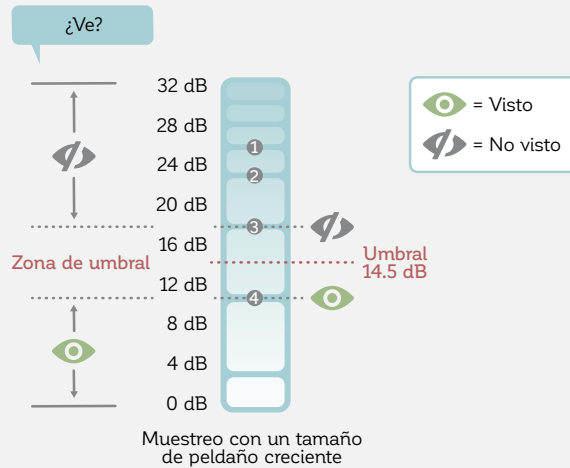 ¿Ve?
32 dB
28 dB
24 dB
20 dB
16 dB
12 dB
8 dB
4 dB
0 dB
1
2
3
4
Zona de umbral
Umbral
14.5 dB
= Visto
= No visto
Muestreo con un tamaño
de peldaño creciente